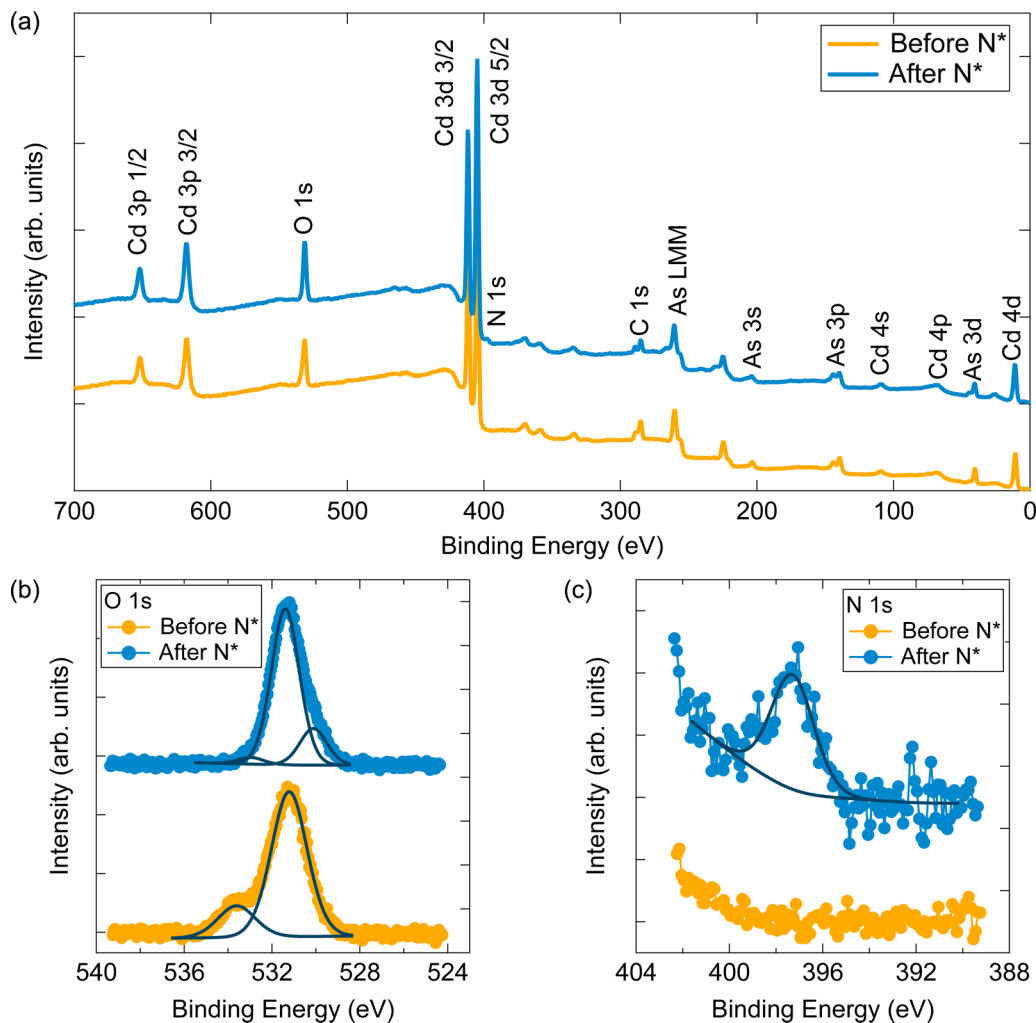 (a)
Before N*
After N*
Cd 3p 1/2
Cd 3p 3/2
O 1s
Cd 3d 3/2
Cd 3d 5/2
N 1s
C 1s
As LMM
As 3s
As 3p
Cd 4s
Cd 4p
As 3d
Cd 4d
Intensity (arb. units)
700 600 500 400 300 200 100 0
Binding Energy (eV)
(b)
O 1s
Before N*
After N*
Intensity (arb. units)
540 536 532 528 524
Binding Energy (eV)
(c)
N 1s
Before N*
After N*
Intensity (arb. units)
404 400 396 392 388
Binding Energy (eV)